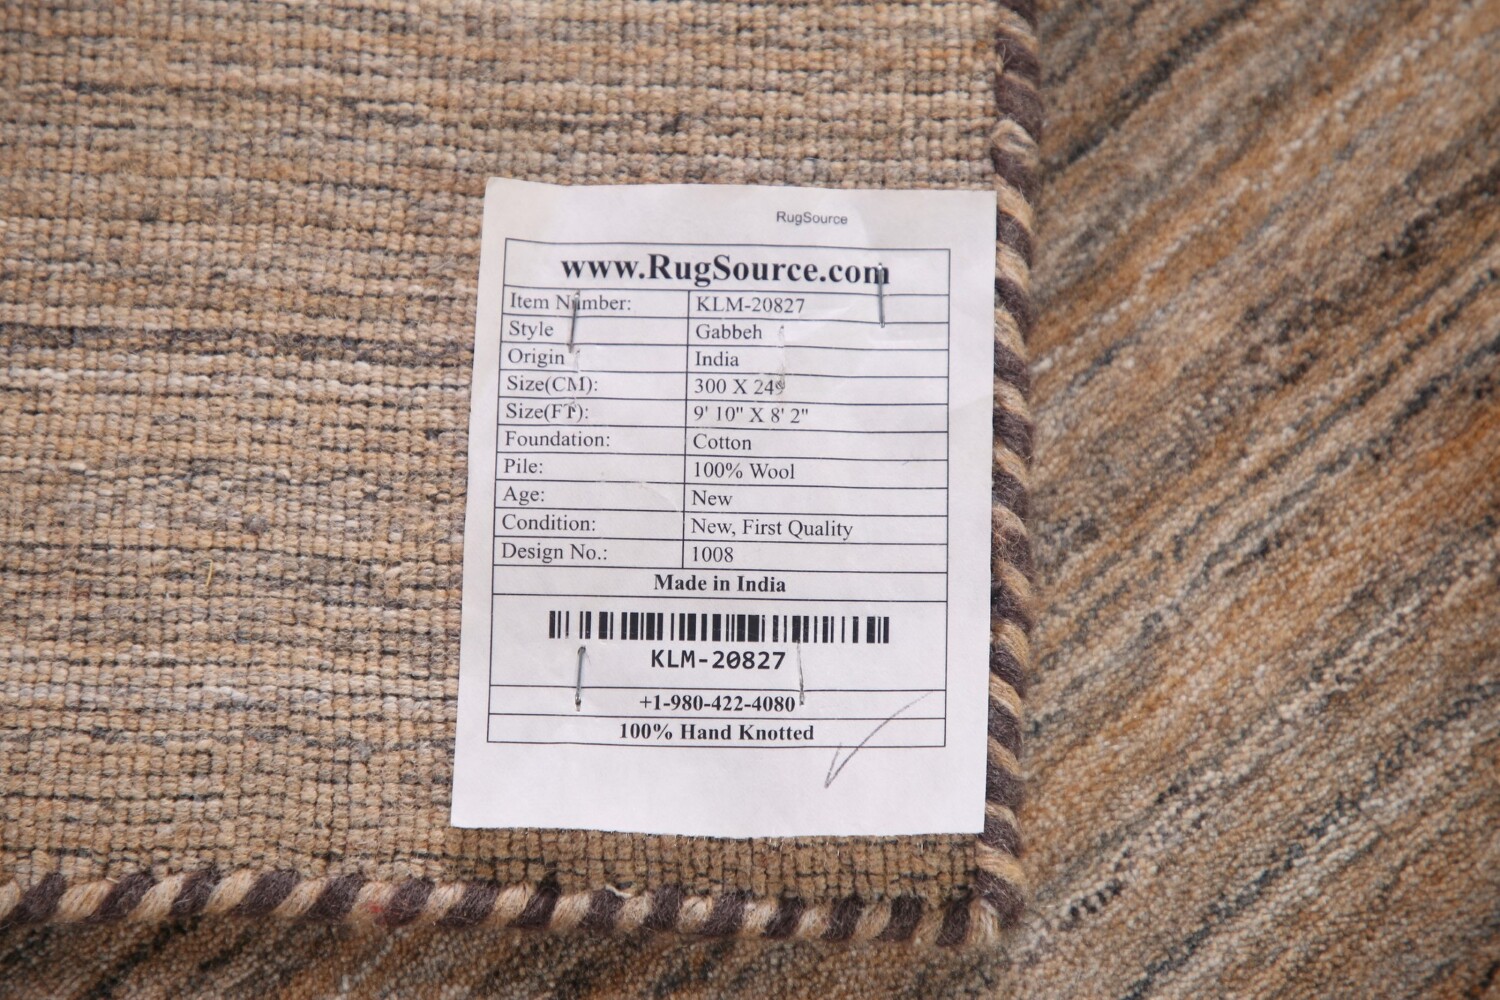 RugSource
www.RugSource.com
Item Number: KLM-20827
Style Gabbeh
Origin India
Size(CM): 300 X 249
Size(FT): 9' 10" X 8' 2"
Foundation: Cotton
Pile: 100% Wool
Age: New
Condition: New, First Quality
Design No.: 1008
Made in India
KLM-20827
+1-980-422-4080
100% Hand Knotted